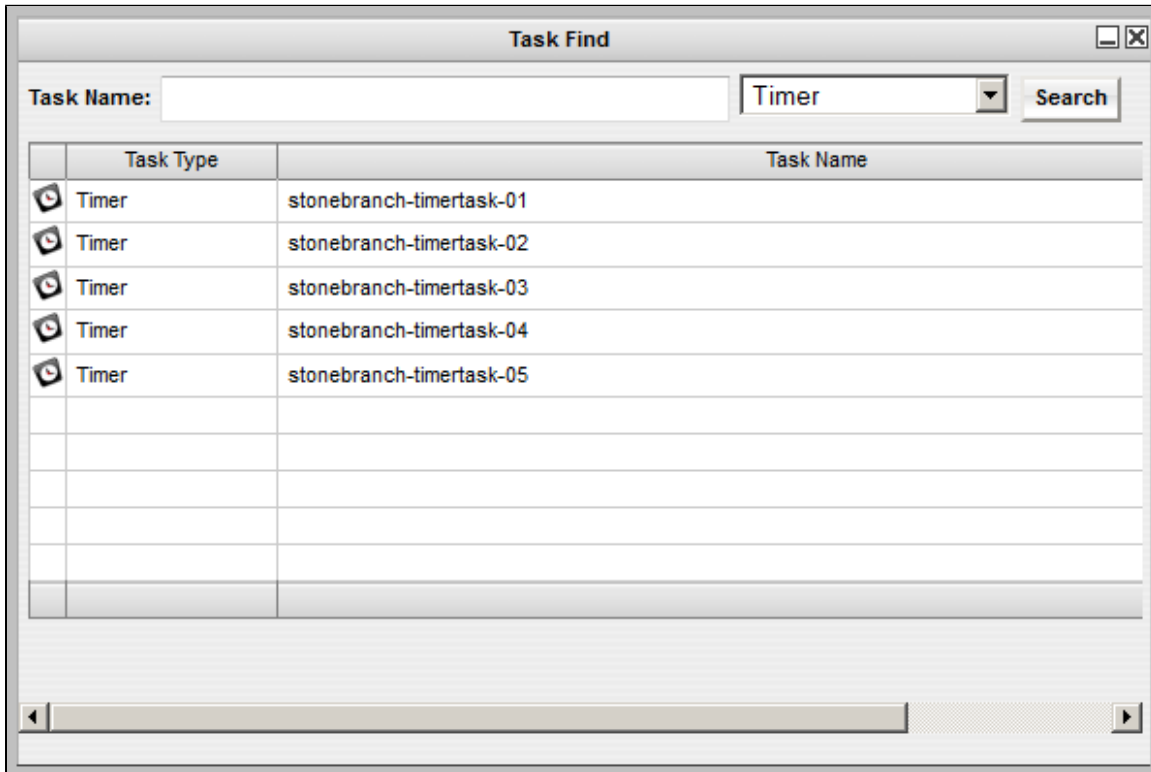 Task Find
Task Name: Timer Search
Task Type Task Name
Timer stonebranch-timertask-01
Timer stonebranch-timertask-02
Timer stonebranch-timertask-03
Timer stonebranch-timertask-04
Timer stonebranch-timertask-05